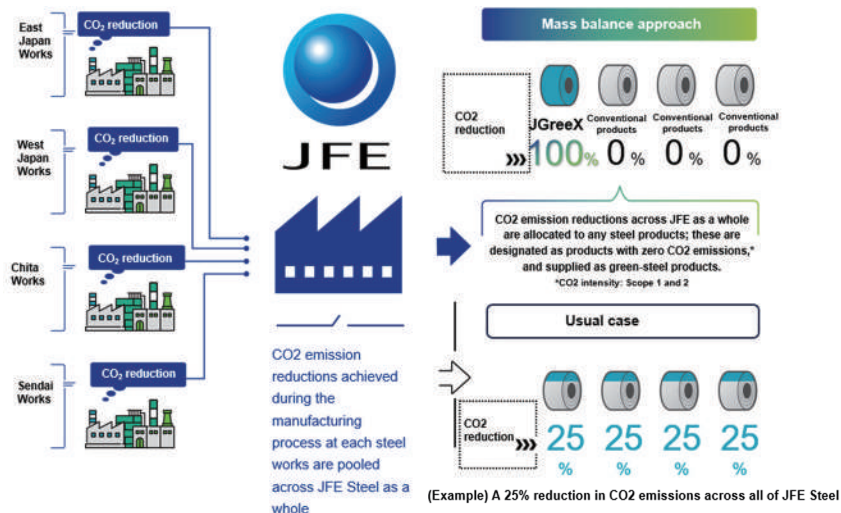 East
Japan
Works
CO2 reduction
West
Japan
Works
CO2 reduction
Chita
Works
CO2 reduction
Sendai
Works
CO2 reduction
JFE
CO2 emission
reductions achieved
during the
manufacturing
process at each steel
works are pooled
across JFE Steel as a
whole
Mass balance approach
CO2
reduction
JGreeX
100%
Conventional
products
0 %
Conventional
products
0 %
Conventional
products
0 %
CO2 emission reductions across JFE as a whole
are allocated to any steel products; these are
designated as products with zero CO2 emissions,*
and supplied as green-steel products.
*CO2 intensity: Scope 1 and 2
Usual case
CO2
reduction
25
%
25
%
25
%
25
%
(Example) A 25% reduction in CO2 emissions across all of JFE Steel